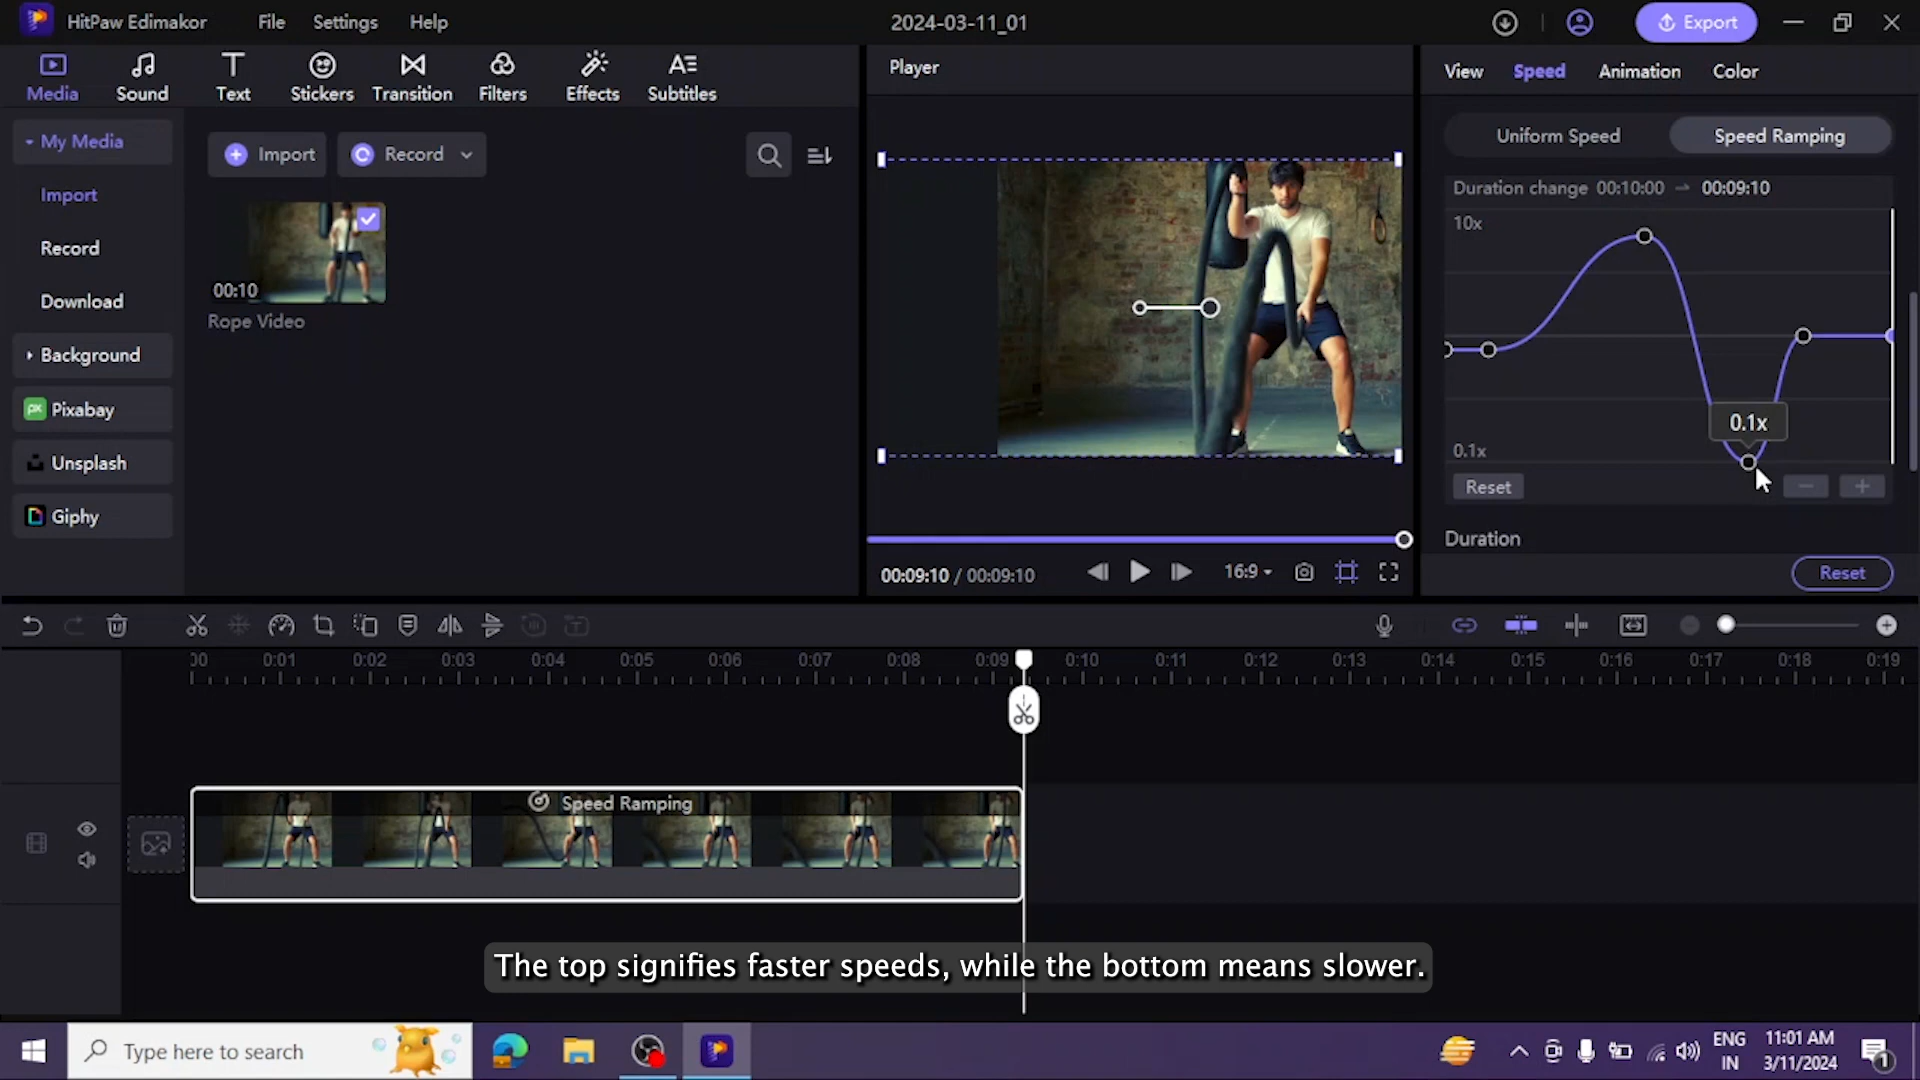 HitPaw Edimakor
File
Settings
Help
2024-03-11_01
Export
Media
Sound
Text
Stickers
Transition
Filters
Effects
Subtitles
Player
View
Speed
Animation
Color
My Media
Import
Record
Download
Background
Pixabay
Unsplash
Giphy
Import
Record
00:10
Rope Video
Uniform Speed
Speed Ramping
Duration change 00:10:00 → 00:09:10
10x
0.1x
0.1x
Reset
Duration
Reset
00:09:10 / 00:09:10
16:9
00 0:01 0:02 0:03 0:04 0:05 0:06 0:07 0:08 0:09 0:10 0:11 0:12 0:13 0:14 0:15 0:16 0:17 0:18 0:19
Speed Ramping
The top signifies faster speeds, while the bottom means slower.
Type here to search
ENG
IN
11:01 AM
3/11/2024
1